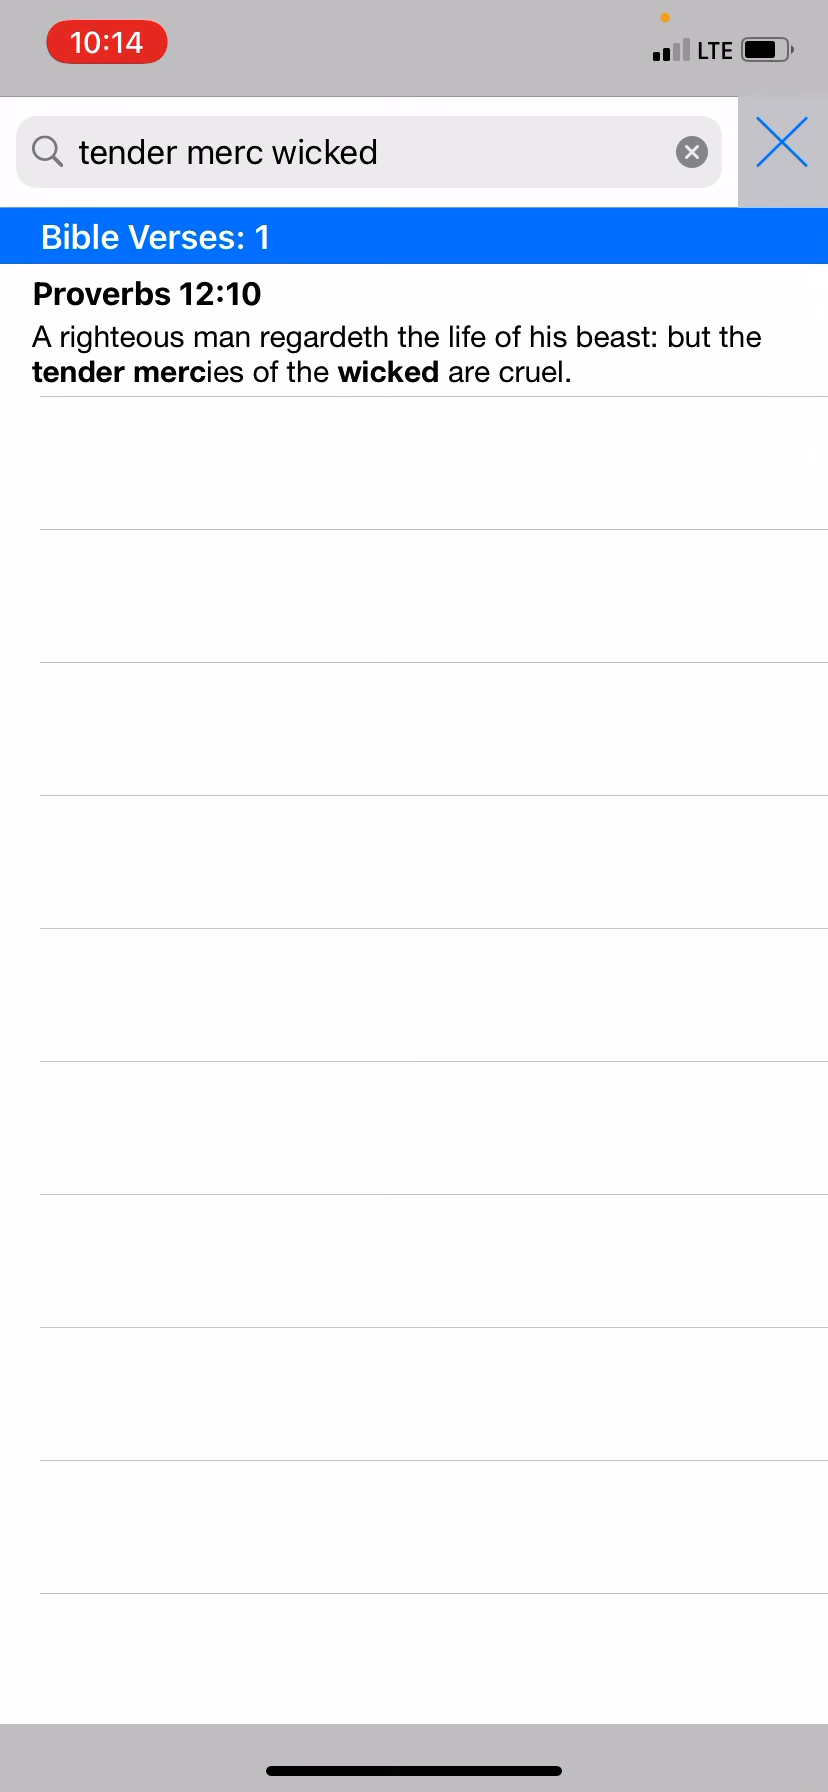 10:14
LTE
tender merc wicked
Bible Verses: 1
Proverbs 12:10
A righteous man regardeth the life of his beast: but the
tender mercies of the wicked are cruel.